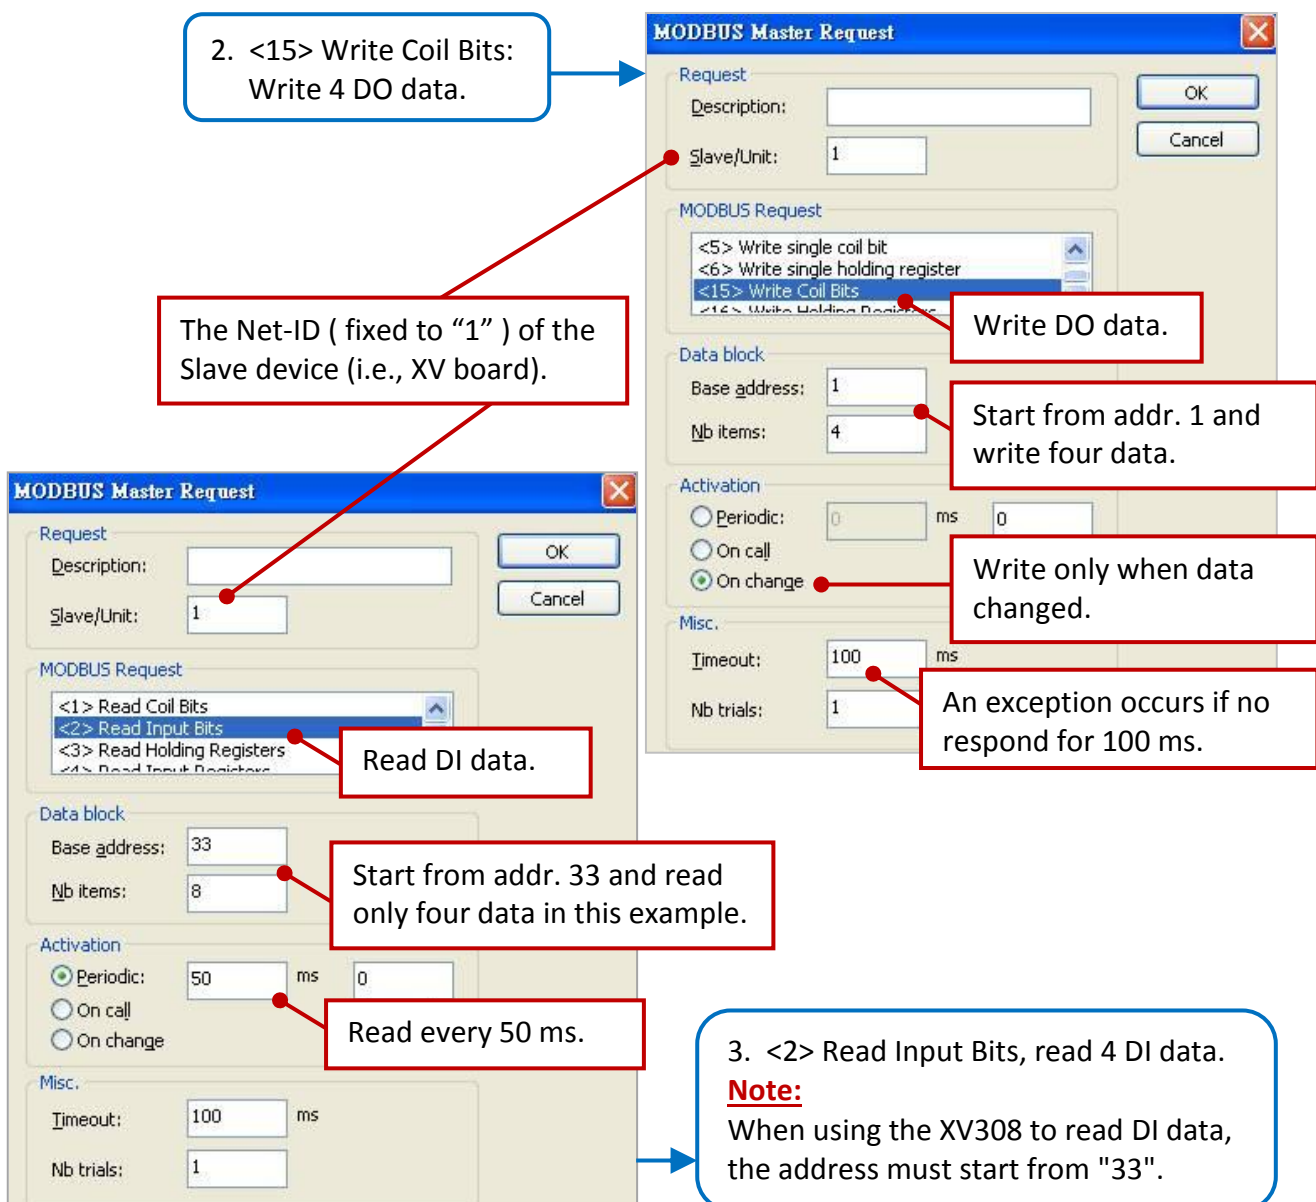 2. <15> Write Coil Bits:
Write 4 DO data.
MODBUS Master Request
Request
Description:
OK
Slave/Unit: 1
Cancel
MODBUS Request
<5> Write single coil bit
<6> Write single holding register
<15> Write Coil Bits
<16> Write Holding Registers
Write DO data.
The Net-ID ( fixed to “1” ) of the
Slave device (i.e., XV board).
Data block
Base address: 1
Nb items: 4
Start from addr. 1 and
write four data.
Activation
Periodic: 0 ms 0
On call
On change
Write only when data
changed.
Misc.
Timeout: 100 ms
Nb trials: 1
An exception occurs if no
respond for 100 ms.
MODBUS Master Request
Request
Description:
OK
Slave/Unit: 1
Cancel
MODBUS Request
<1> Read Coil Bits
<2> Read Input Bits
<3> Read Holding Registers
<4> Read Input Registers
Read DI data.
Data block
Base address: 33
Nb items: 8
Start from addr. 33 and read
only four data in this example.
Activation
Periodic: 50 ms 0
On call
On change
Read every 50 ms.
Misc.
Timeout: 100 ms
Nb trials: 1
3. <2> Read Input Bits, read 4 DI data.
Note:
When using the XV308 to read DI data,
the address must start from "33".